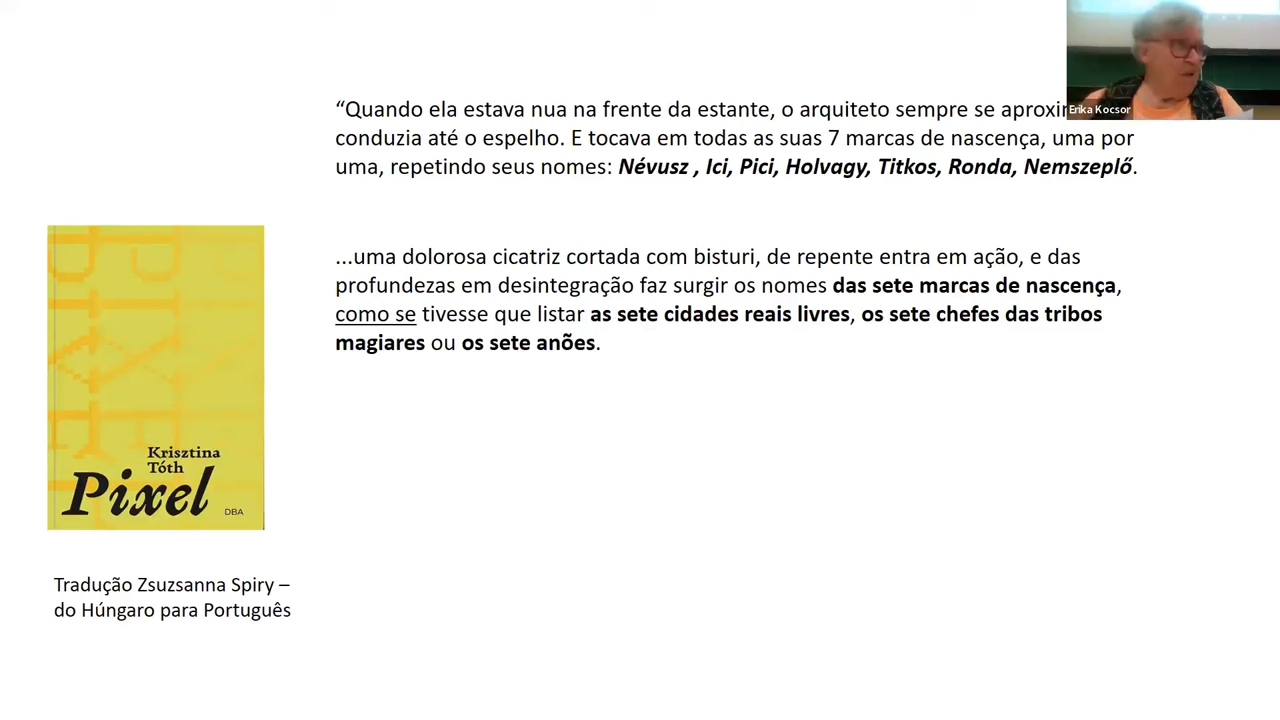 Erika Kocsor
“Quando ela estava nua na frente da estante, o arquiteto sempre se
conduzia até o espelho. E tocava em todas as suas 7 marcas de nascença, uma por
uma, repetindo seus nomes: Névusz , Ici, Pici, Holvagy, Titkos, Ronda, Nemszeplő.
...uma dolorosa cicatriz cortada com bisturi, de repente entra em ação, e das
profundezas em desintegração faz surgir os nomes das sete marcas de nascença,
como se tivesse que listar as sete cidades reais livres, os sete chefes das tribos
magiares ou os sete anões.
PIXEL
Krisztina
Tóth
Pixel
DBA
Tradução Zsuzsanna Spiry –
do Húngaro para Português